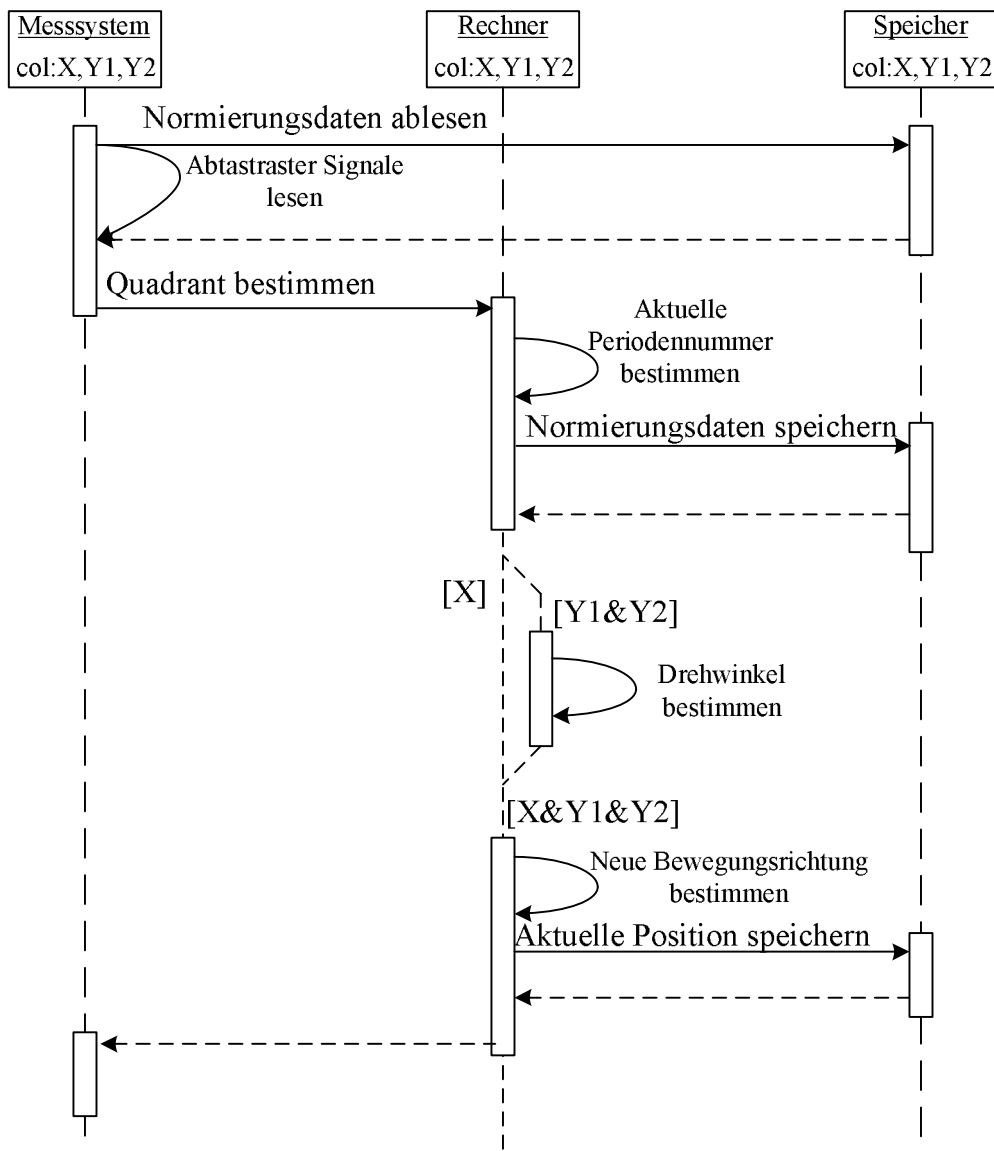 Messsystem
col:X,Y1,Y2
Rechner
col:X,Y1,Y2
Speicher
col:X,Y1,Y2
Normierungsdaten ablesen
Abtastraster Signale
lesen
Quadrant bestimmen
Aktuelle
Periodennummer
bestimmen
Normierungsdaten speichern
[X]
[Y1&Y2]
Drehwinkel
bestimmen
[X&Y1&Y2]
Neue Bewegungsrichtung
bestimmen
Aktuelle Position speichern